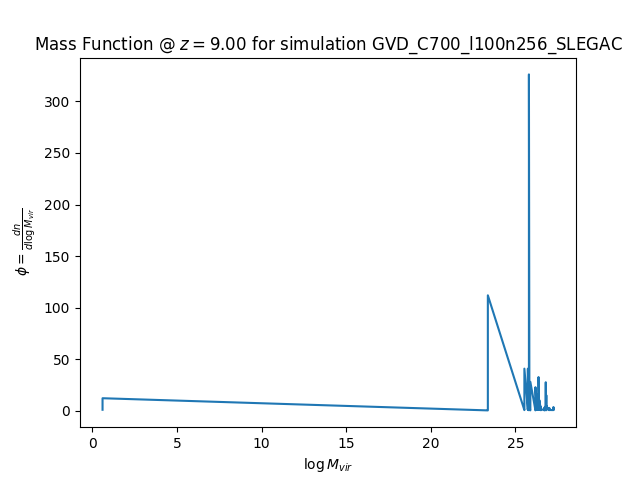 Mass Function @ z = 9.00 for simulation GVD_C700_l100n256_SLEGAC
300
250
200
150
100
50
0
ϕ = dn / dlog M_vir
0 5 10 15 20 25
log M_vir